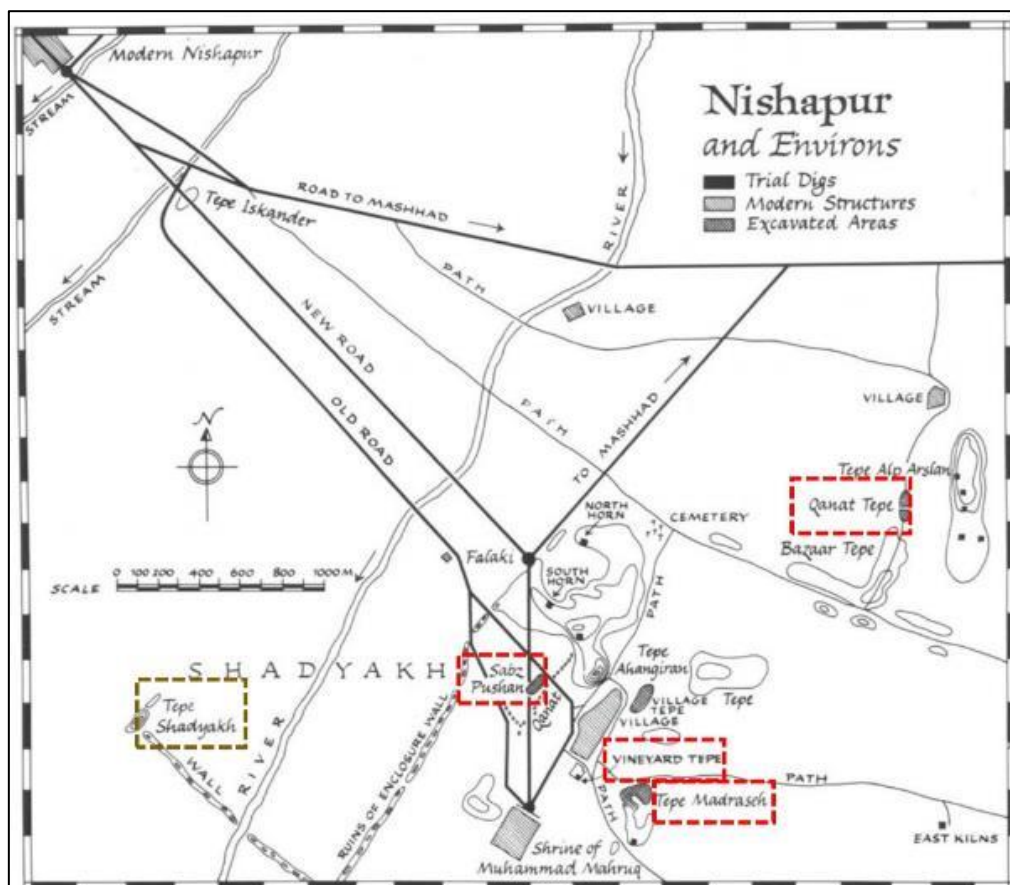 Modern Nishapur
STREAM
Nishapur
and Environs
Trial Digs
Modern Structures
Excavated Areas
Tepe Iskander
ROAD TO MASHHAD
RIVER
STREAM
PATH
NEW ROAD
VILLAGE
OLD ROAD
PATH
TO MASHHAD
VILLAGE
N
Tepe Alp Arslan
Qanat Tepe
NORTH
HORN
CEMETERY
Bazaar Tepe
Falaki
SOUTH
HORN
SCALE
0 100 200 400 600 1000 M
PATH
SHADYAKH
Sabz
Pushan
Tepe
Ahangiran
Tepe
Qanat
VILLAGE
TEPE
VILLAGE
Tepe
Shadyakh
VINEYARD TEPE
WALL
RIVER
RUINS OF ENCLOSURE WALL
PATH
Tepe Madraseh
PATH
EAST KILNS
Shrine of
Muhammad Mahruq